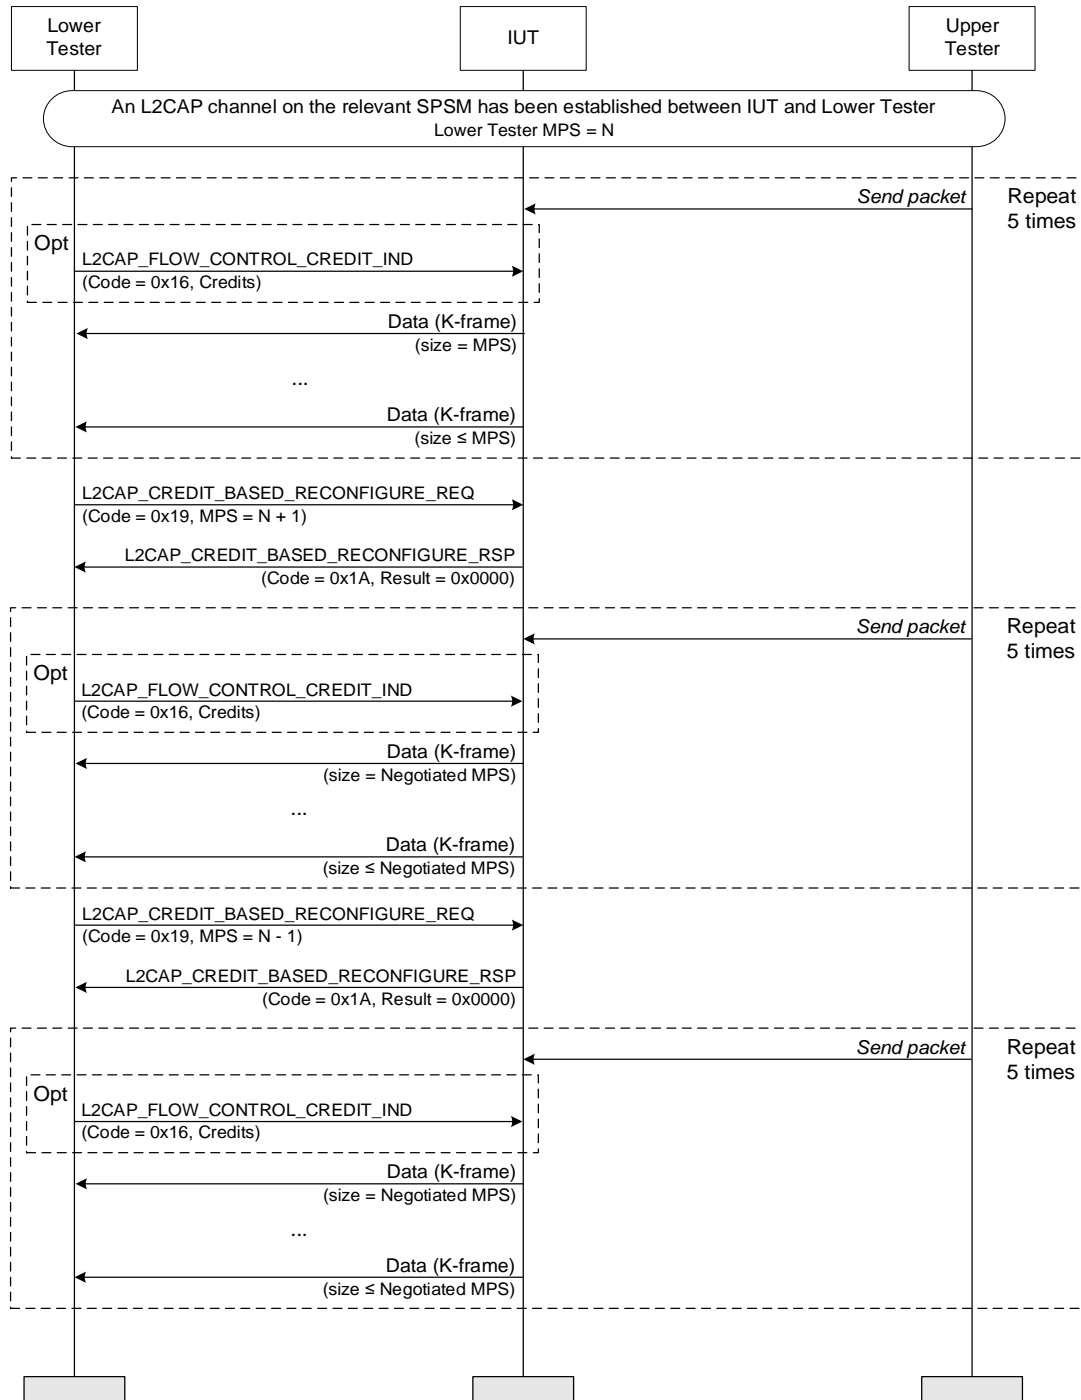 Lower
Tester
IUT
Upper
Tester
An L2CAP channel on the relevant SPSM has been established between IUT and Lower Tester
Lower Tester MPS = N
Send packet
Repeat
5 times
Opt
L2CAP_FLOW_CONTROL_CREDIT_IND
(Code = 0x16, Credits)
Data (K-frame)
(size = MPS)
...
Data (K-frame)
(size ≤ MPS)
L2CAP_CREDIT_BASED_RECONFIGURE_REQ
(Code = 0x19, MPS = N + 1)
L2CAP_CREDIT_BASED_RECONFIGURE_RSP
(Code = 0x1A, Result = 0x0000)
Send packet
Repeat
5 times
Opt
L2CAP_FLOW_CONTROL_CREDIT_IND
(Code = 0x16, Credits)
Data (K-frame)
(size = Negotiated MPS)
...
Data (K-frame)
(size ≤ Negotiated MPS)
L2CAP_CREDIT_BASED_RECONFIGURE_REQ
(Code = 0x19, MPS = N - 1)
L2CAP_CREDIT_BASED_RECONFIGURE_RSP
(Code = 0x1A, Result = 0x0000)
Send packet
Repeat
5 times
Opt
L2CAP_FLOW_CONTROL_CREDIT_IND
(Code = 0x16, Credits)
Data (K-frame)
(size = Negotiated MPS)
...
Data (K-frame)
(size ≤ Negotiated MPS)